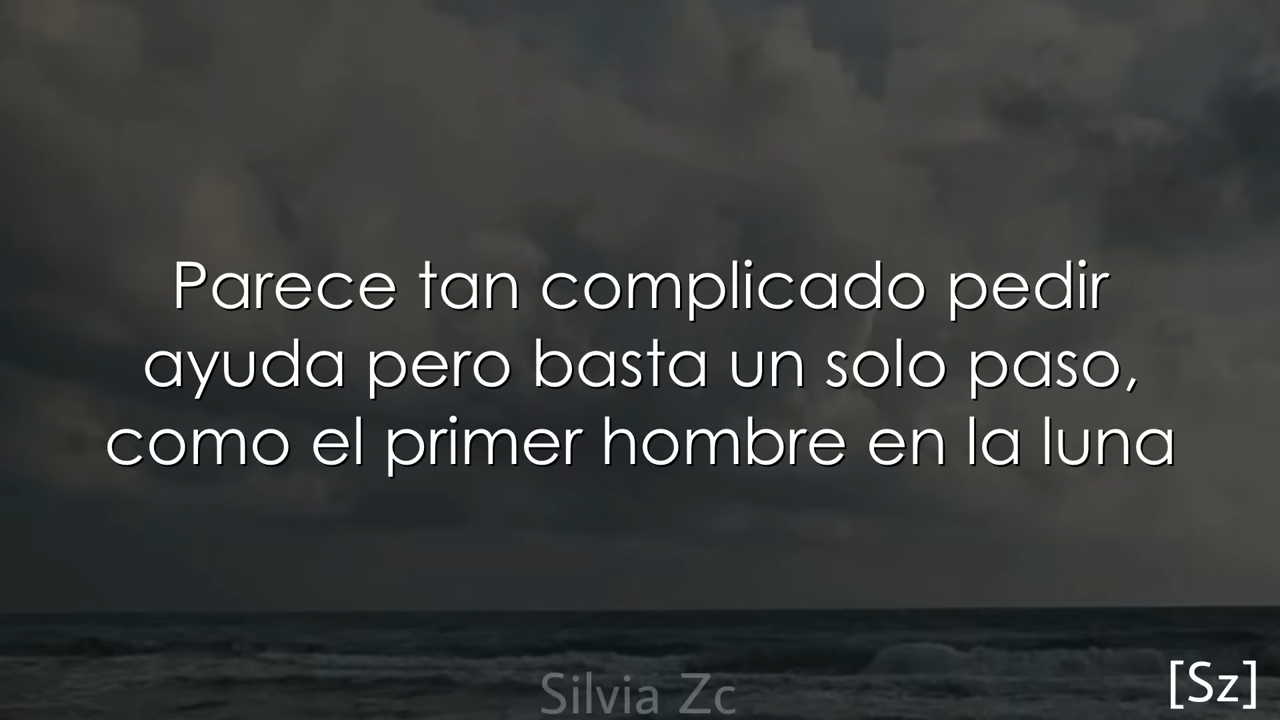 Parece tan complicado pedir
ayuda pero basta un solo paso,
como el primer hombre en la luna
Silvia Zc
[Sz]